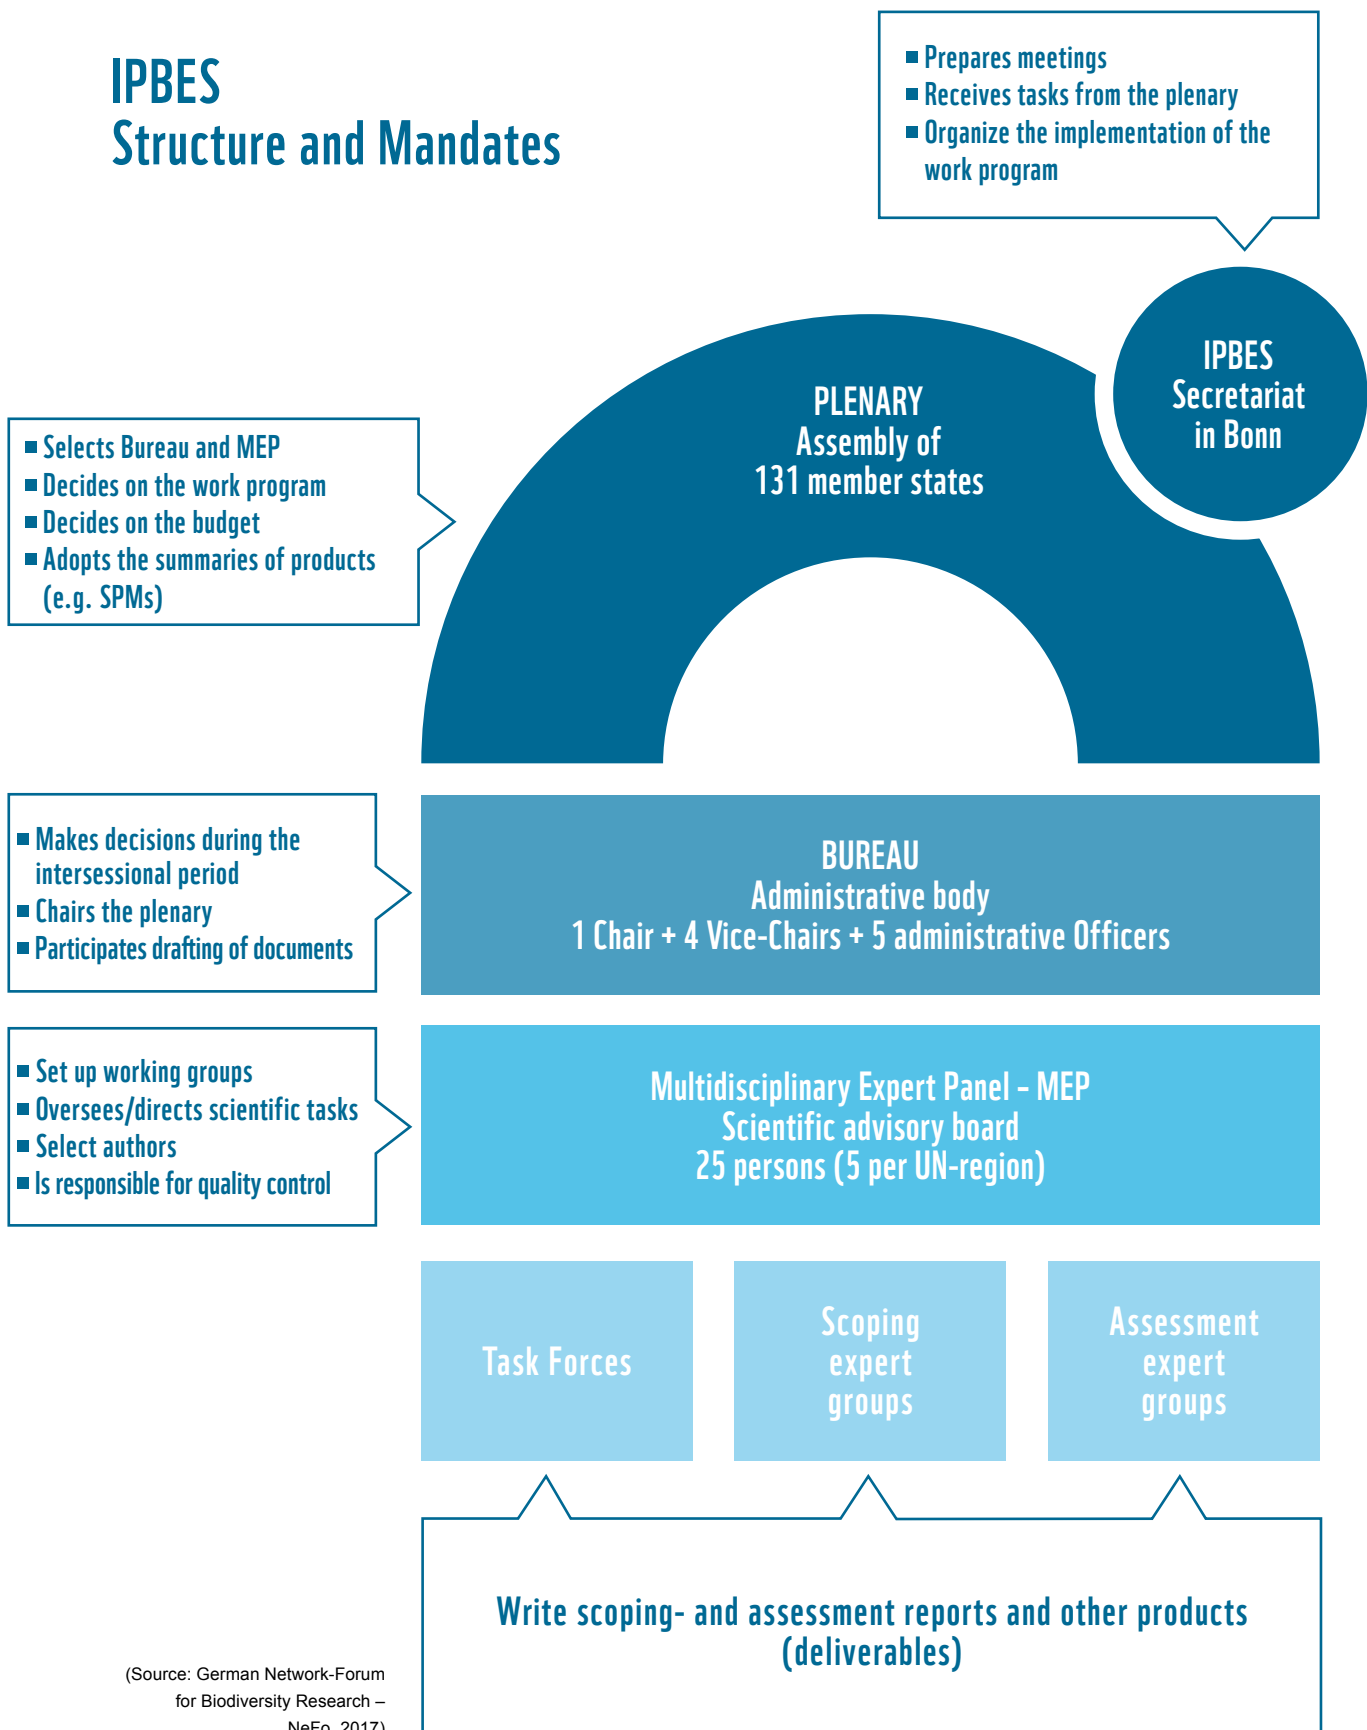 IPBES
Structure and Mandates
■ Prepares meetings
■ Receives tasks from the plenary
■ Organize the implementation of the
work program
IPBES
Secretariat
in Bonn
PLENARY
Assembly of
131 member states
■ Selects Bureau and MEP
■ Decides on the work program
■ Decides on the budget
■ Adopts the summaries of products
(e.g. SPMs)
■ Makes decisions during the
intersessional period
■ Chairs the plenary
■ Participates drafting of documents
BUREAU
Administrative body
1 Chair + 4 Vice-Chairs + 5 administrative Officers
■ Set up working groups
■ Oversees/directs scientific tasks
■ Select authors
■ Is responsible for quality control
Multidisciplinary Expert Panel – MEP
Scientific advisory board
25 persons (5 per UN-region)
Task Forces
Scoping
expert
groups
Assessment
expert
groups
Write scoping- and assessment reports and other products
(deliverables)
(Source: German Network-Forum
for Biodiversity Research –
NeFo, 2017)